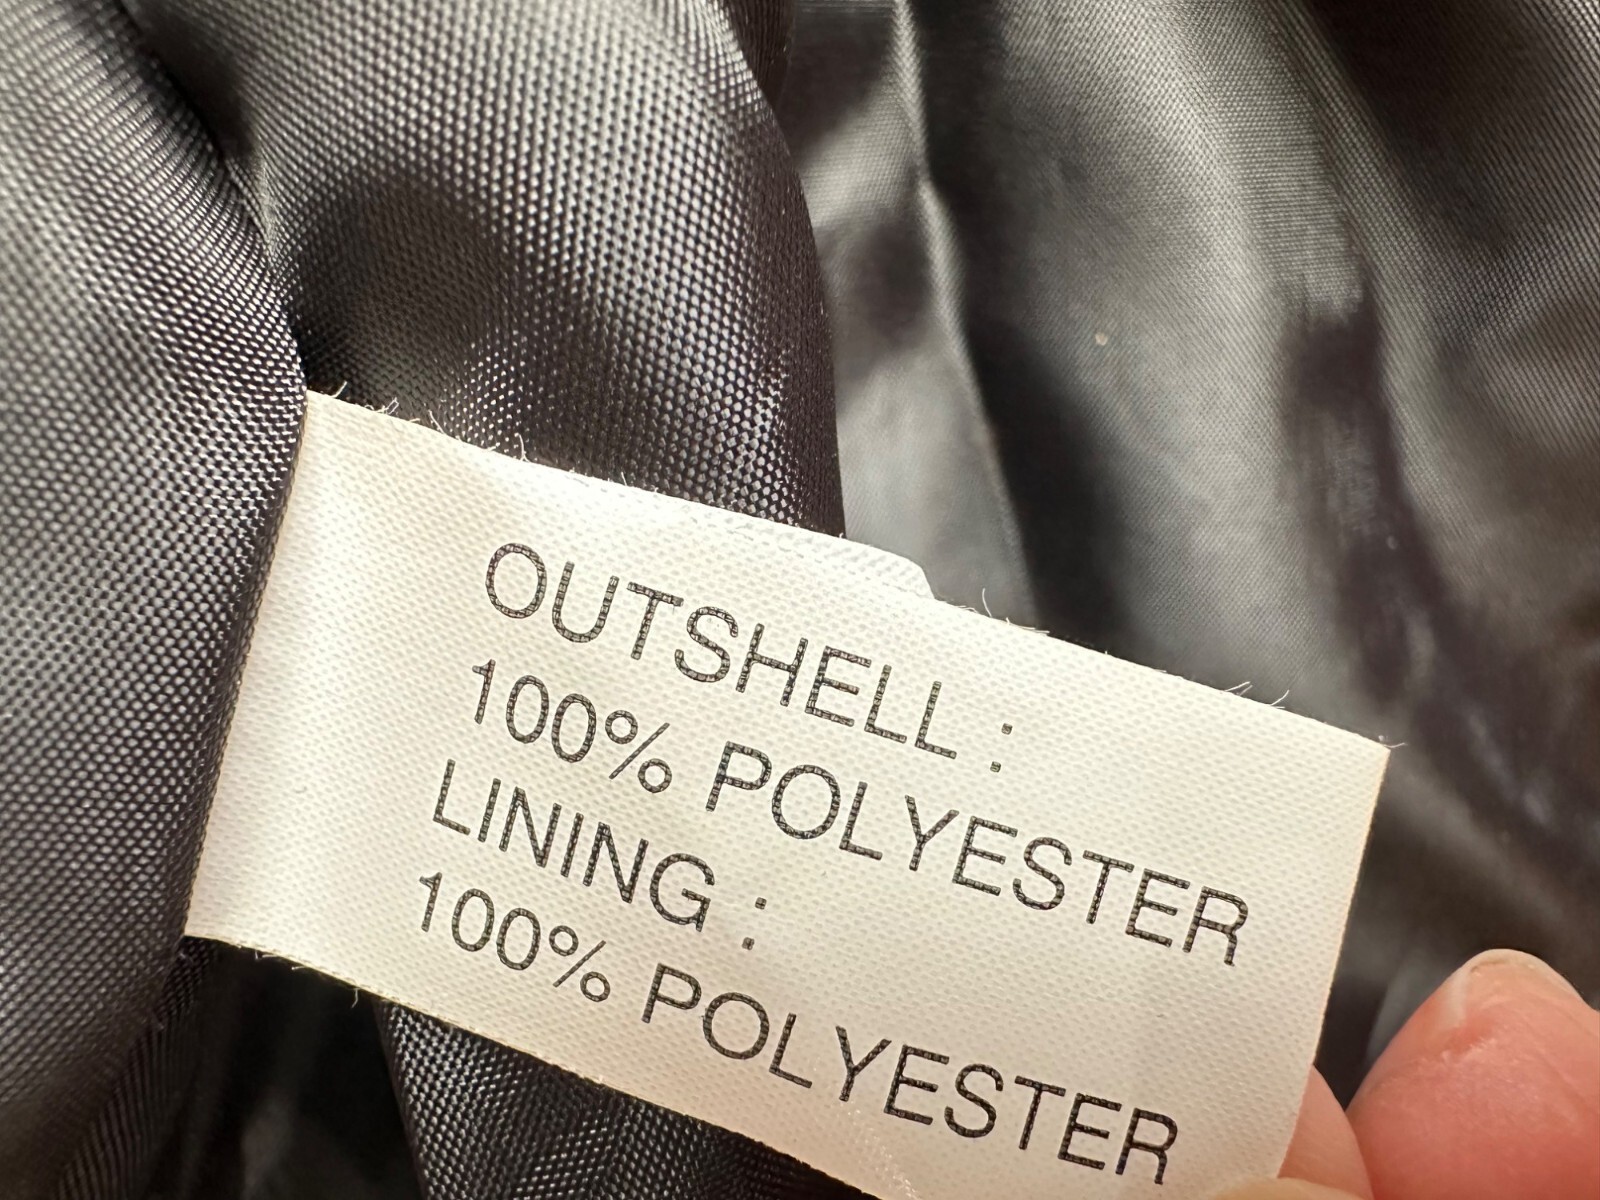 OUTSHELL :
100% POLYESTER
LINING :
100% POLYESTER